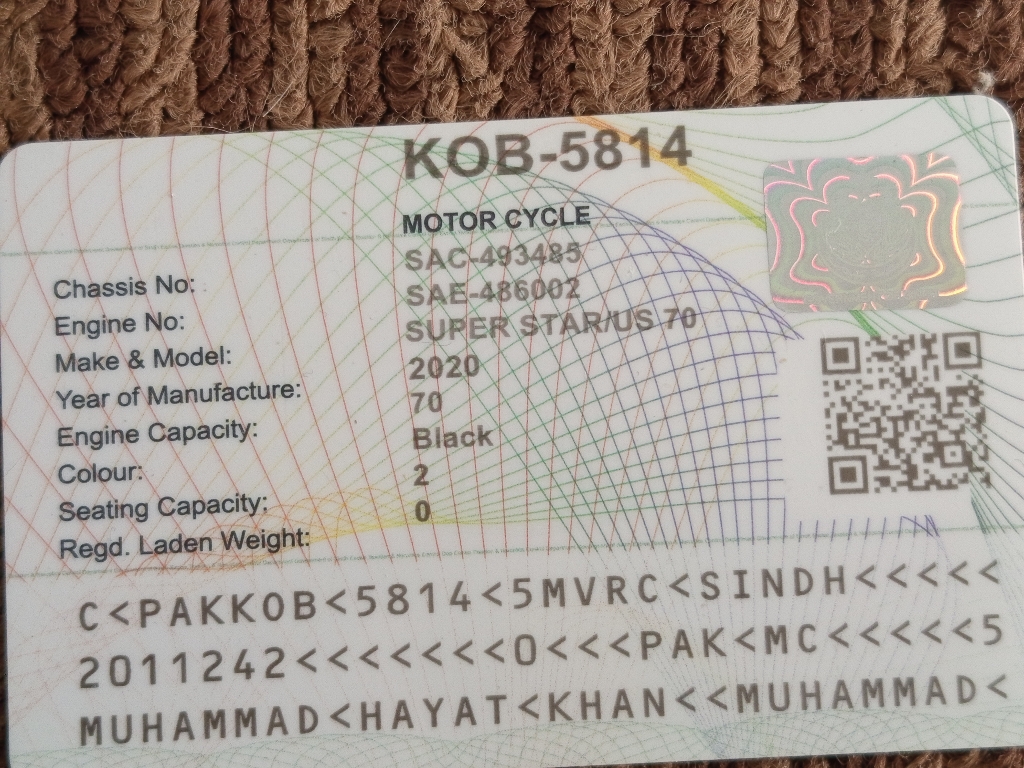 KOB-5814
MOTOR CYCLE
Chassis No: SAC-493485
Engine No: SAE-486002
Make & Model: SUPER STAR/US 70
Year of Manufacture: 2020
Engine Capacity: 70
Colour: Black
Seating Capacity: 2
Regd. Laden Weight: 0
C<PAKKOB<5814<5MVRC<SINDH<<<<<
2011242<<<<<<<0<<<PAK<MC<<<<<5
MUHAMMAD<HAYAT<KHAN<<MUHAMMAD<